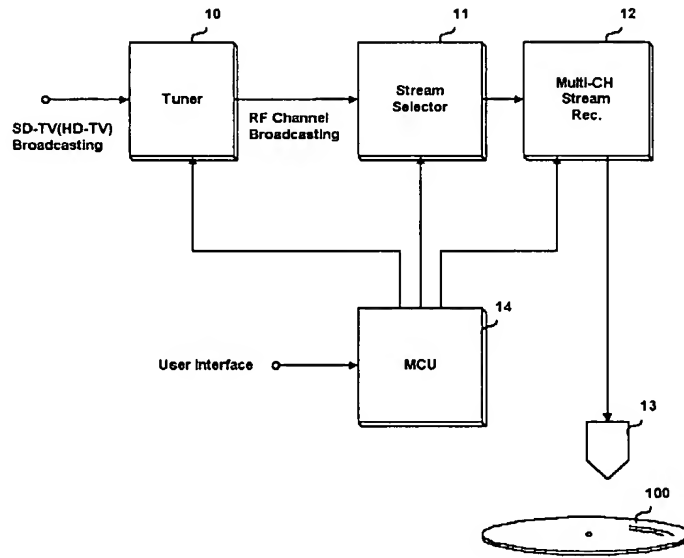 10
11
12
Tuner
Stream
Selector
Multi-CH
Stream
Rec.
SD-TV(HD-TV)
Broadcasting
RF Channel
Broadcasting
14
User Interface
MCU
13
100